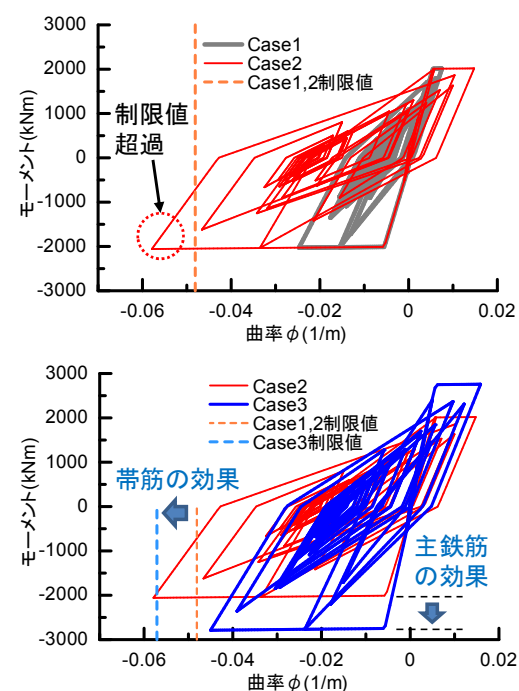 Case1
Case2
Case1,2制限値
制限値
超過
モーメント(kNm)
3000
2000
1000
0
-1000
-2000
-3000
-0.06
-0.04
-0.02
0
0.02
曲率φ(1/m)
Case2
Case3
Case1,2制限値
Case3制限値
帯筋の効果
主鉄筋
の効果
モーメント(kNm)
3000
2000
1000
0
-1000
-2000
-3000
-0.06
-0.04
-0.02
0
0.02
曲率φ(1/m)